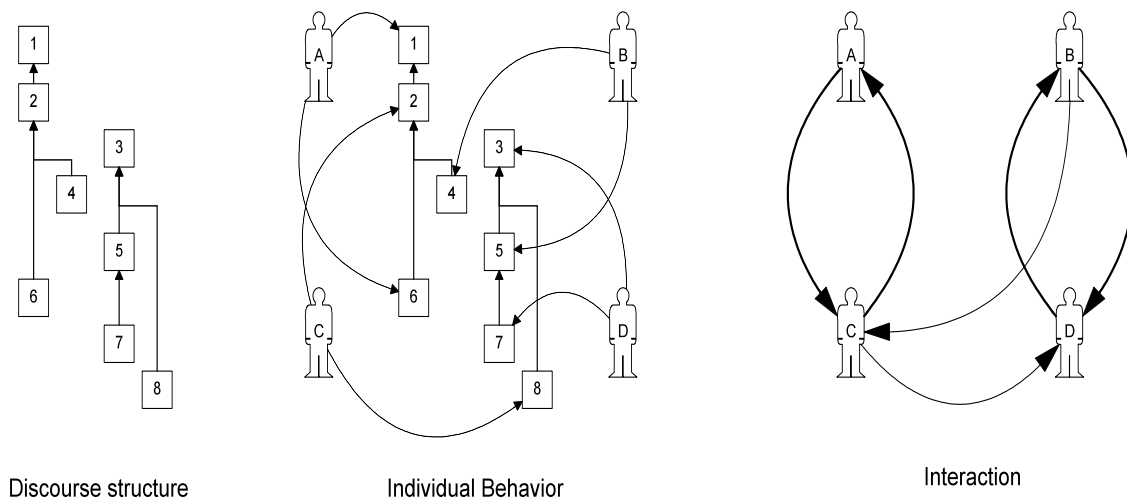 1
2
3
4
5
6
7
8
Discourse structure
A
B
1
2
3
4
5
6
7
8
C
D
Individual Behavior
A
B
C
D
Interaction